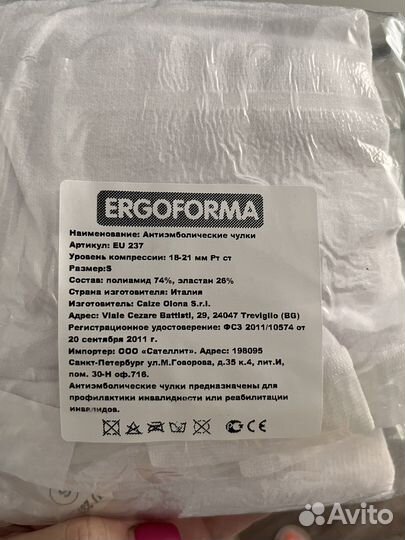 ERGOFORMA
Наименование: Антиэмболические чулки
Артикул: EU 237
Уровень компрессии: 18-21 мм Рт ст
Размер:S
Состав: полиамид 74%, эластан 26%
Страна изготовителя: Италия
Изготовитель: Calze Olona S.r.l.
Адрес: Viale Cezare Battisti, 29, 24047 Treviglio (BG)
Регистрационное удостоверение: ФСЗ 2011/10574 от
20 сентября 2011 г.
Импортер: ООО «Сателлит». Адрес: 198095
Санкт-Петербург ул.М.Говорова, д.35 к.4, лит.И,
пом. 30-Н оф.716.
Антиэмболические чулки предназначены для
профилактики инвалидности или реабилитации
инвалидов.
CE
Avito